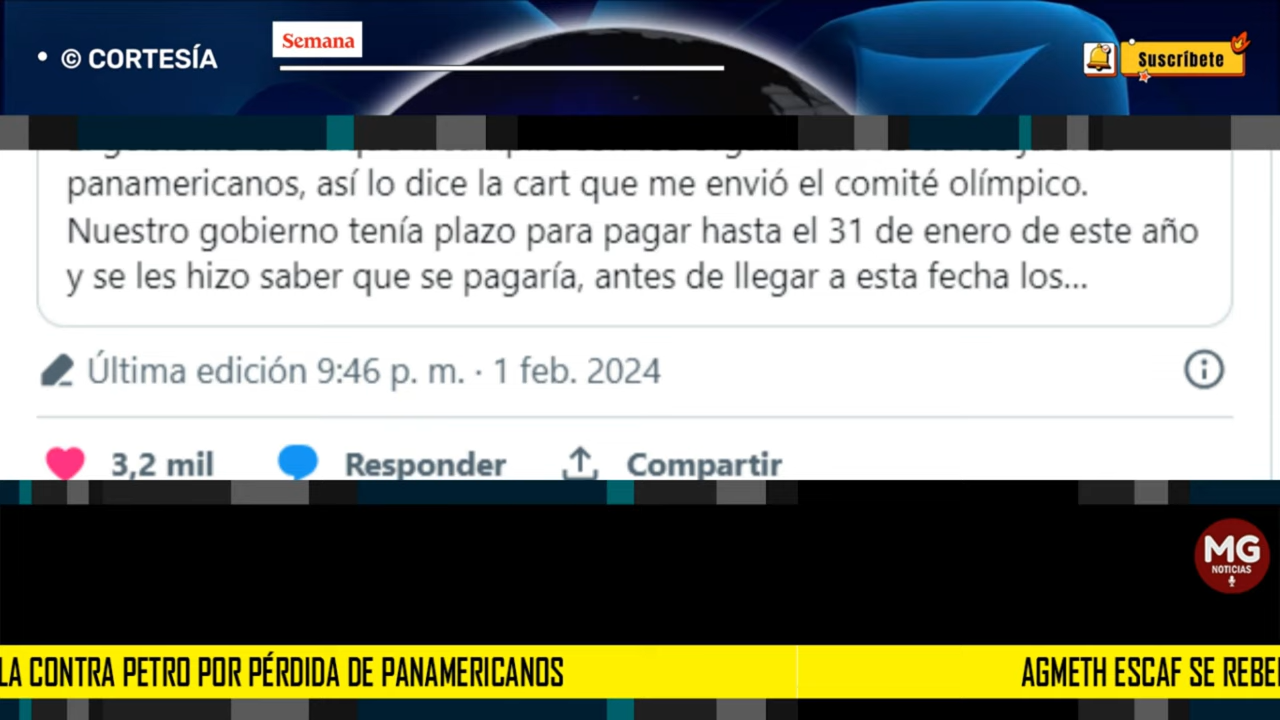 • © CORTESÍA
Semana
Suscríbete
panamericanos, así lo dice la cart que me envió el comité olímpico.
Nuestro gobierno tenía plazo para pagar hasta el 31 de enero de este año
y se les hizo saber que se pagaría, antes de llegar a esta fecha los...
Última edición 9:46 p. m. · 1 feb. 2024
3,2 mil Responder Compartir
MG
NOTICIAS
LA CONTRA PETRO POR PÉRDIDA DE PANAMERICANOS AGMETH ESCAF SE REBE